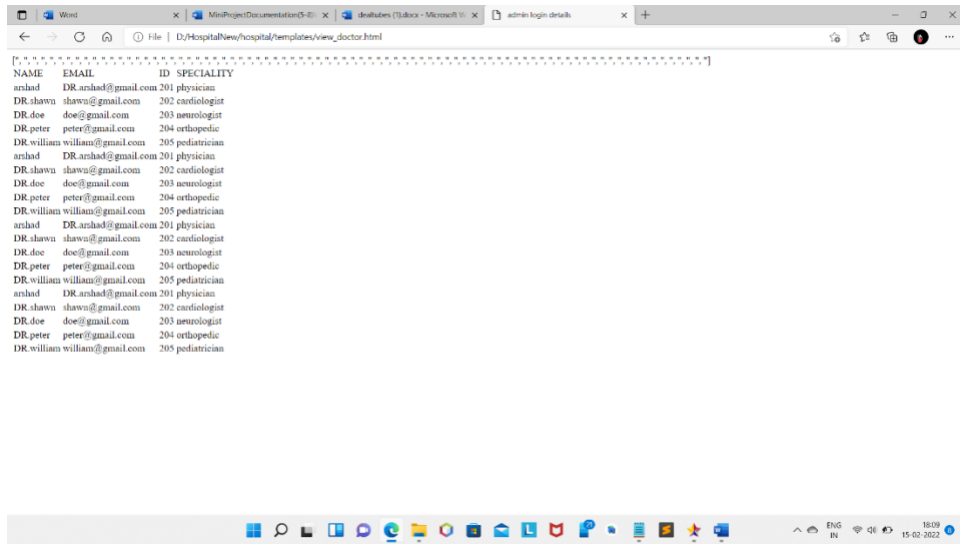 Word
MiniProjectDocumentation(5-8)(
dealtubes (1).docx - Microsoft W
admin login details
File | D:/HospitalNew/hospital/templates/view_doctor.html
NAME EMAIL ID SPECIALITY
arshad DR.arshad@gmail.com 201 physician
DR.shawn shawn@gmail.com 202 cardiologist
DR.doe doe@gmail.com 203 neurologist
DR.peter peter@gmail.com 204 orthopedic
DR.william william@gmail.com 205 pediatrician
arshad DR.arshad@gmail.com 201 physician
DR.shawn shawn@gmail.com 202 cardiologist
DR.doe doe@gmail.com 203 neurologist
DR.peter peter@gmail.com 204 orthopedic
DR.william william@gmail.com 205 pediatrician
arshad DR.arshad@gmail.com 201 physician
DR.shawn shawn@gmail.com 202 cardiologist
DR.doe doe@gmail.com 203 neurologist
DR.peter peter@gmail.com 204 orthopedic
DR.william william@gmail.com 205 pediatrician
arshad DR.arshad@gmail.com 201 physician
DR.shawn shawn@gmail.com 202 cardiologist
DR.doe doe@gmail.com 203 neurologist
DR.peter peter@gmail.com 204 orthopedic
DR.william william@gmail.com 205 pediatrician
ENG 18:09
IN 15-02-2022